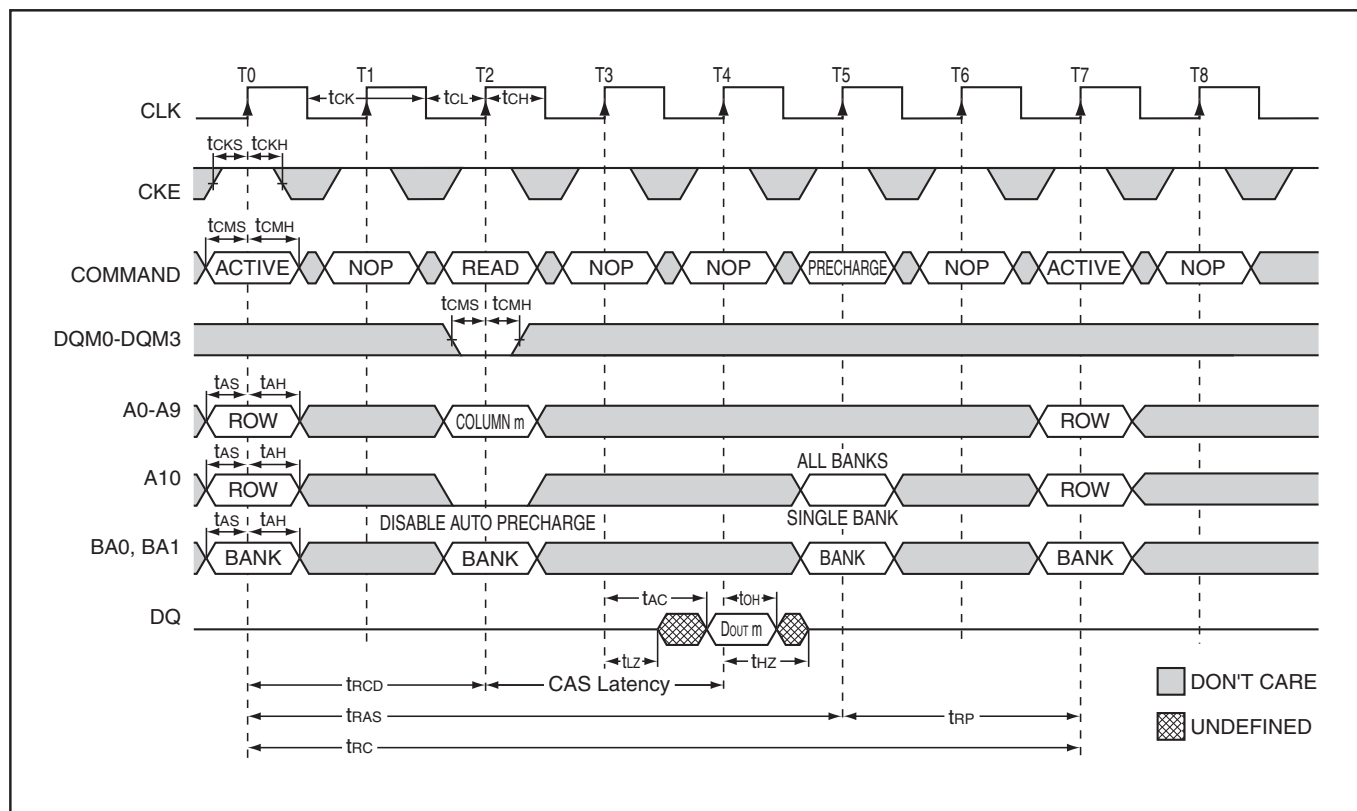 T0 T1 T2 T3 T4 T5 T6 T7 T8
CLK
tCK tCL tCH
tCKS tCKH
CKE
tCMS tCMH
COMMAND
ACTIVE NOP READ NOP NOP PRECHARGE NOP ACTIVE NOP
tCMS tCMH
DQM0-DQM3
tAS tAH
A0-A9
ROW COLUMN m ROW
tAS tAH
ALL BANKS
A10
ROW ROW
tAS tAH
DISABLE AUTO PRECHARGE
SINGLE BANK
BA0, BA1
BANK BANK BANK BANK
tAC tOH
DQ
DOUT m
tLZ tHZ
tRCD CAS Latency
DON'T CARE
tRAS tRP
UNDEFINED
tRC